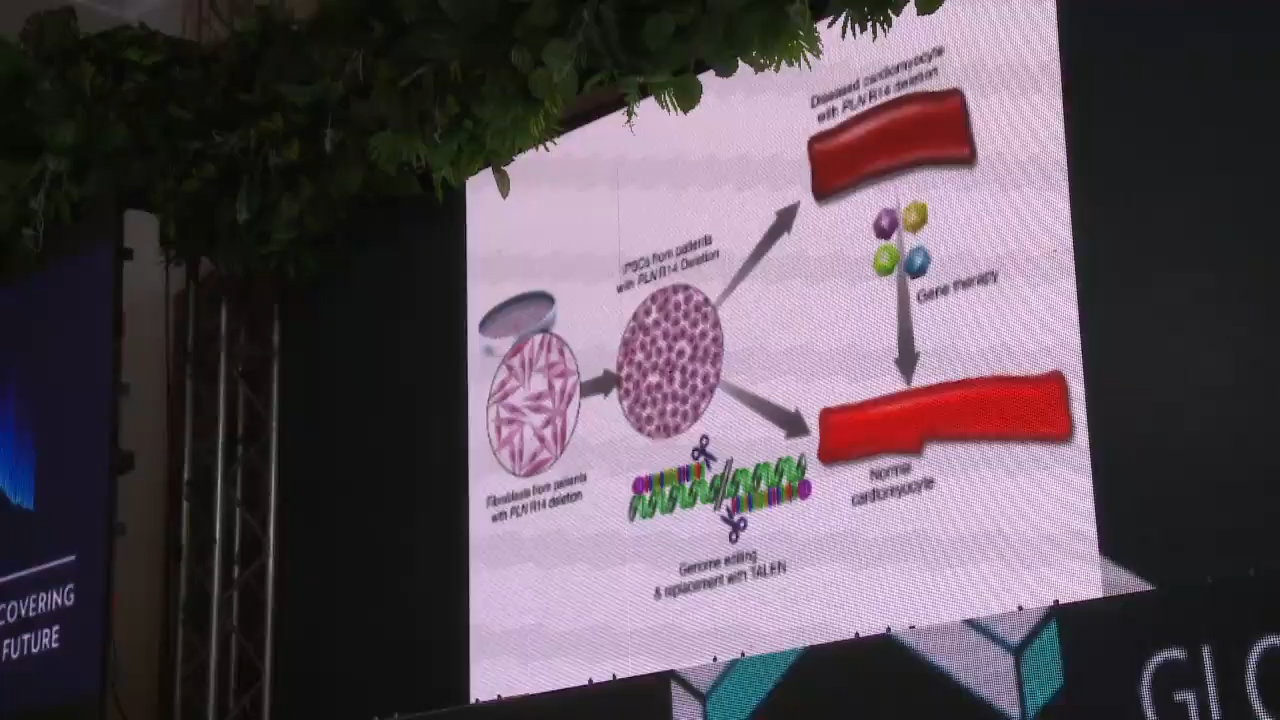 Diseased cardiomyocyte
with PLN R14 deletion
iPSCs from patients
with PLN R14 Deletion
Gene therapy
Fibroblasts from patients
with PLN R14 deletion
Normal
cardiomyocyte
Genome editing
& replacement with TALEN
COVERING
FUTURE
GLO